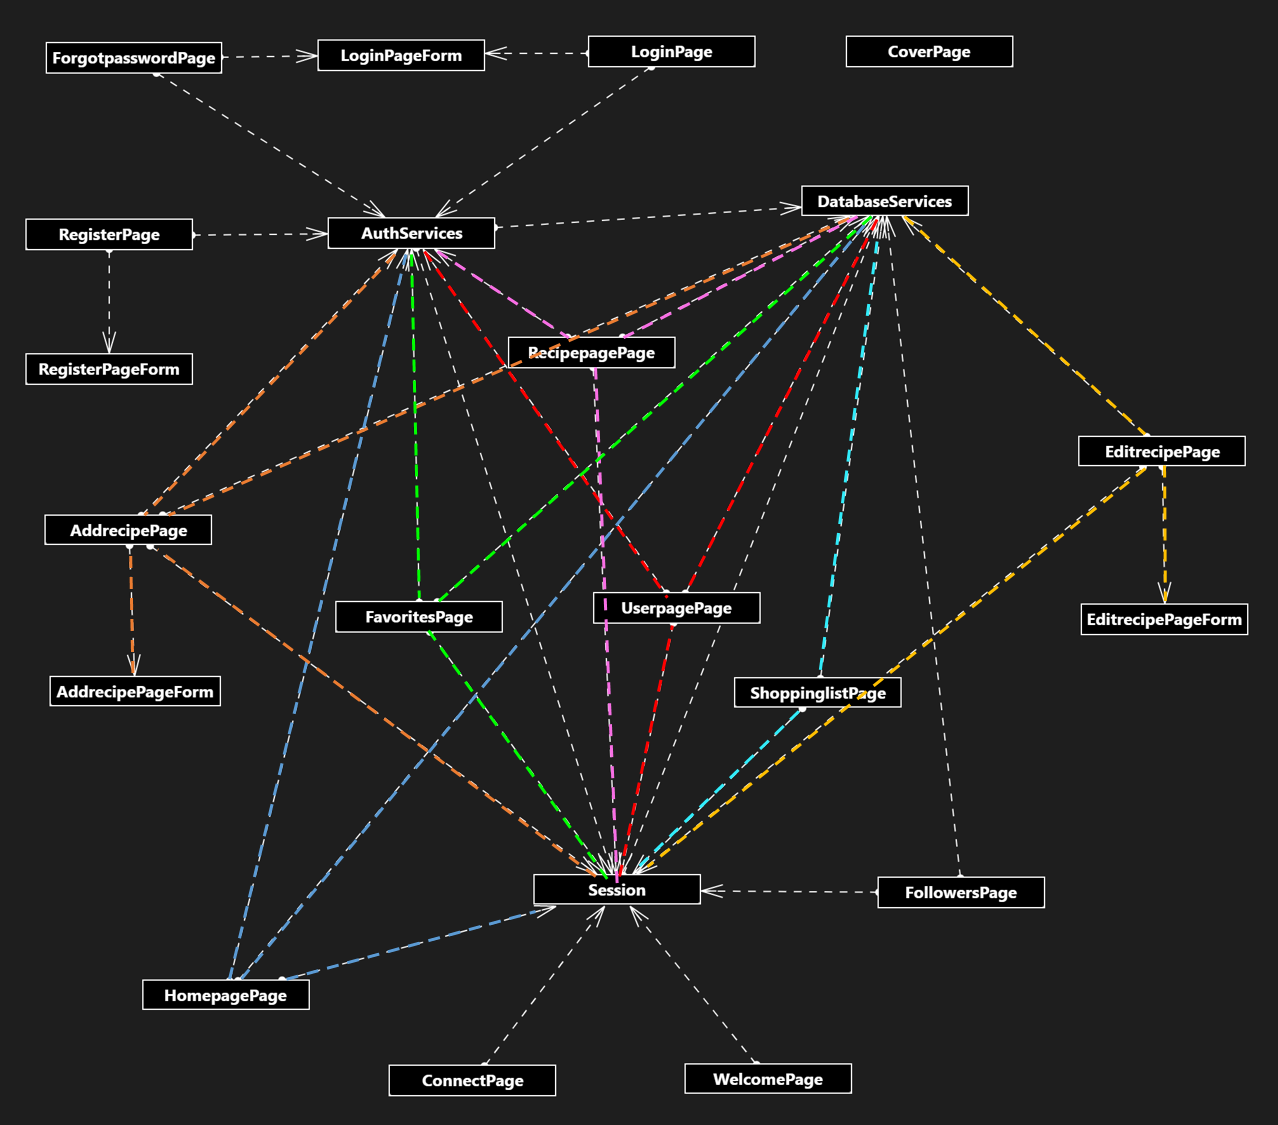 ForgotpasswordPage
LoginPageForm
LoginPage
CoverPage
DatabaseServices
RegisterPage
AuthServices
RecipepagePage
RegisterPageForm
EditrecipePage
AddrecipePage
FavoritesPage
UserpagePage
EditrecipePageForm
AddrecipePageForm
ShoppinglistPage
Session
FollowersPage
HomepagePage
ConnectPage
WelcomePage